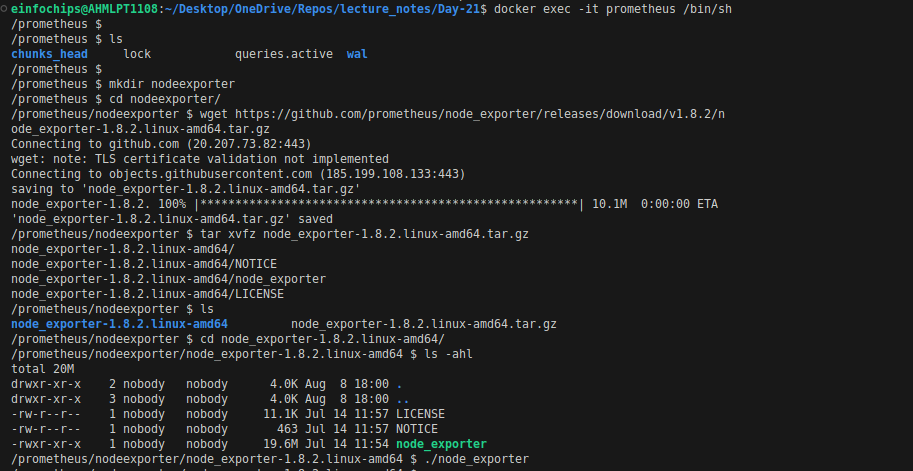 einfochips@AHMLPT1108:~/Desktop/OneDrive/Repos/lecture_notes/Day-21$ docker exec -it prometheus /bin/sh
/prometheus $
/prometheus $ ls
chunks_head     lock            queries.active  wal
/prometheus $
/prometheus $ mkdir nodeexporter
/prometheus $ cd nodeexporter/
/prometheus/nodeexporter $ wget https://github.com/prometheus/node_exporter/releases/download/v1.8.2/n
ode_exporter-1.8.2.linux-amd64.tar.gz
Connecting to github.com (20.207.73.82:443)
wget: note: TLS certificate validation not implemented
Connecting to objects.githubusercontent.com (185.199.108.133:443)
saving to 'node_exporter-1.8.2.linux-amd64.tar.gz'
node_exporter-1.8.2. 100% |******************************************************| 10.1M  0:00:00 ETA
'node_exporter-1.8.2.linux-amd64.tar.gz' saved
/prometheus/nodeexporter $ tar xvfz node_exporter-1.8.2.linux-amd64.tar.gz
node_exporter-1.8.2.linux-amd64/
node_exporter-1.8.2.linux-amd64/NOTICE
node_exporter-1.8.2.linux-amd64/node_exporter
node_exporter-1.8.2.linux-amd64/LICENSE
/prometheus/nodeexporter $ ls
node_exporter-1.8.2.linux-amd64         node_exporter-1.8.2.linux-amd64.tar.gz
/prometheus/nodeexporter $ cd node_exporter-1.8.2.linux-amd64/
/prometheus/nodeexporter/node_exporter-1.8.2.linux-amd64 $ ls -ahl
total 20M
drwxr-xr-x    2 nobody   nobody      4.0K Aug  8 18:00 .
drwxr-xr-x    3 nobody   nobody      4.0K Aug  8 18:00 ..
-rw-r--r--    1 nobody   nobody     11.1K Jul 14 11:57 LICENSE
-rw-r--r--    1 nobody   nobody       463 Jul 14 11:57 NOTICE
-rwxr-xr-x    1 nobody   nobody     19.6M Jul 14 11:54 node_exporter
/prometheus/nodeexporter/node_exporter-1.8.2.linux-amd64 $ ./node_exporter